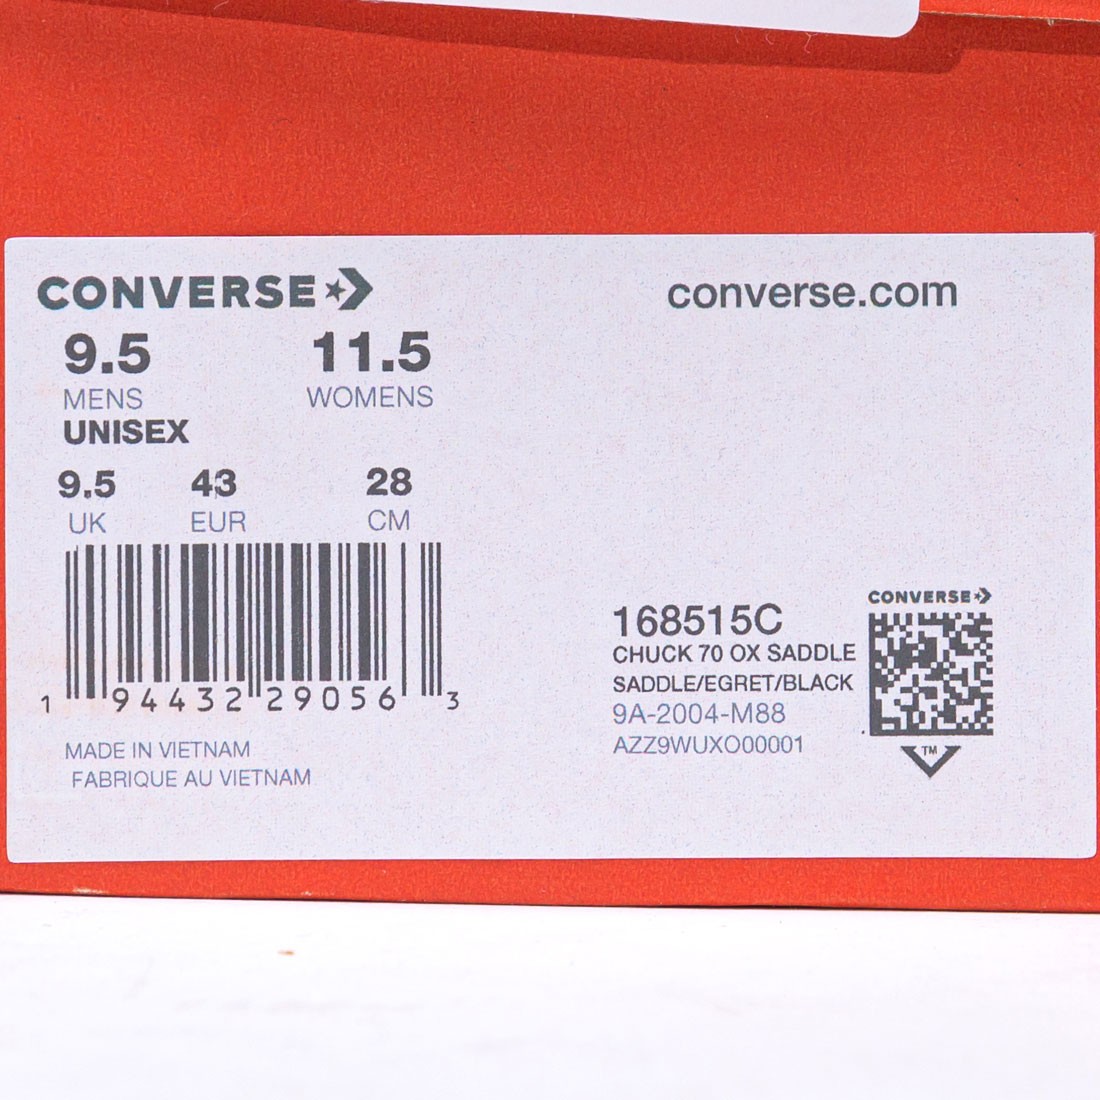 CONVERSE
converse.com
9.5 11.5
MENS WOMENS
UNISEX
9.5 43 28
UK EUR CM
1 94432 29056 3
MADE IN VIETNAM
FABRIQUE AU VIETNAM
CONVERSE
168515C
CHUCK 70 OX SADDLE
SADDLE/EGRET/BLACK
9A-2004-M88
AZZ9WUXO00001
TM